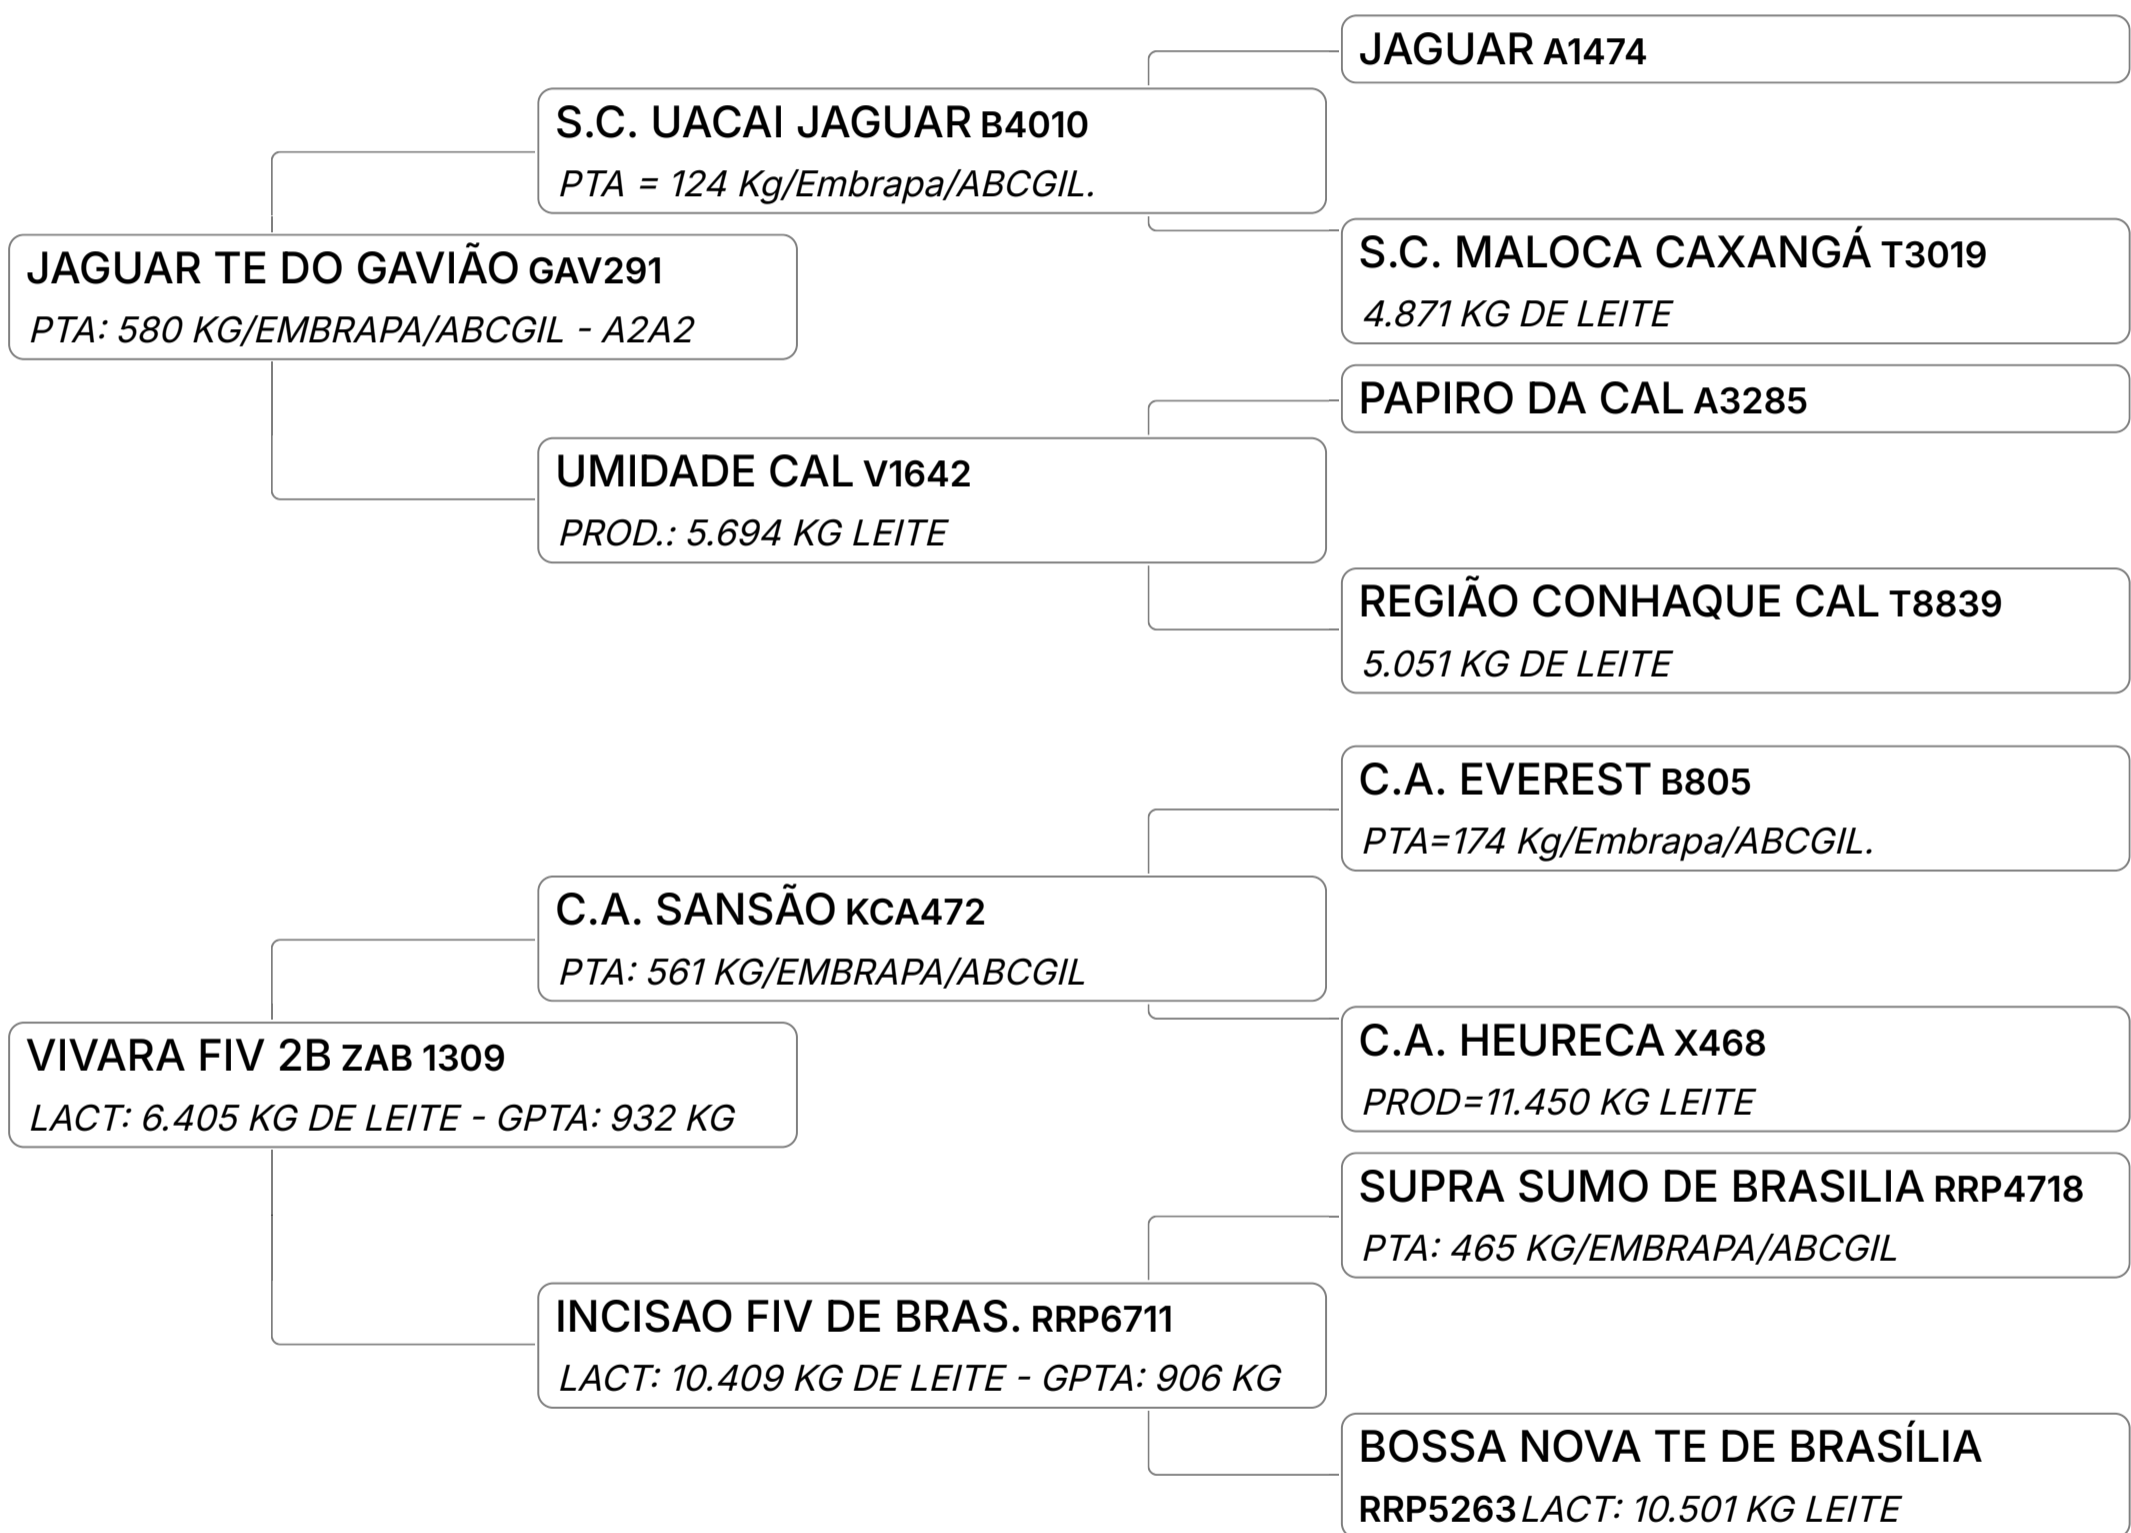 JAGUAR A1474
S.C. UACAI JAGUAR B4010
PTA = 124 Kg/Embrapa/ABCGIL.
S.C. MALOCA CAXANGÁ T3019
4.871 KG DE LEITE
JAGUAR TE DO GAVIÃO GAV291
PTA: 580 KG/EMBRAPA/ABCGIL - A2A2
PAPIRO DA CAL A3285
UMIDADE CAL V1642
PROD.: 5.694 KG LEITE
REGIÃO CONHAQUE CAL T8839
5.051 KG DE LEITE
C.A. EVEREST B805
PTA=174 Kg/Embrapa/ABCGIL.
C.A. SANSÃO KCA472
PTA: 561 KG/EMBRAPA/ABCGIL
C.A. HEURECA X468
PROD=11.450 KG LEITE
VIVARA FIV 2B ZAB 1309
LACT: 6.405 KG DE LEITE - GPTA: 932 KG
SUPRA SUMO DE BRASILIA RRP4718
PTA: 465 KG/EMBRAPA/ABCGIL
INCISAO FIV DE BRAS. RRP6711
LACT: 10.409 KG DE LEITE - GPTA: 906 KG
BOSSA NOVA TE DE BRASÍLIA
RRP5263 LACT: 10.501 KG LEITE